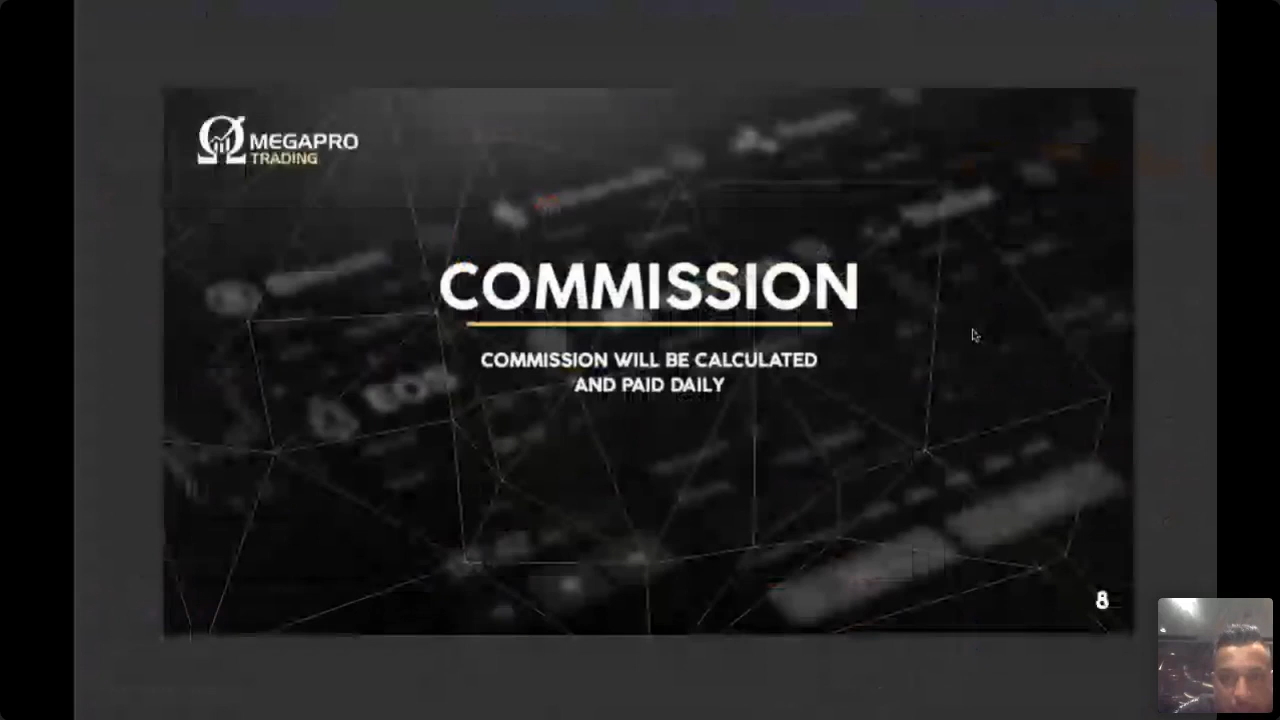 MEGAPRO
TRADING
COMMISSION
COMMISSION WILL BE CALCULATED
AND PAID DAILY
8